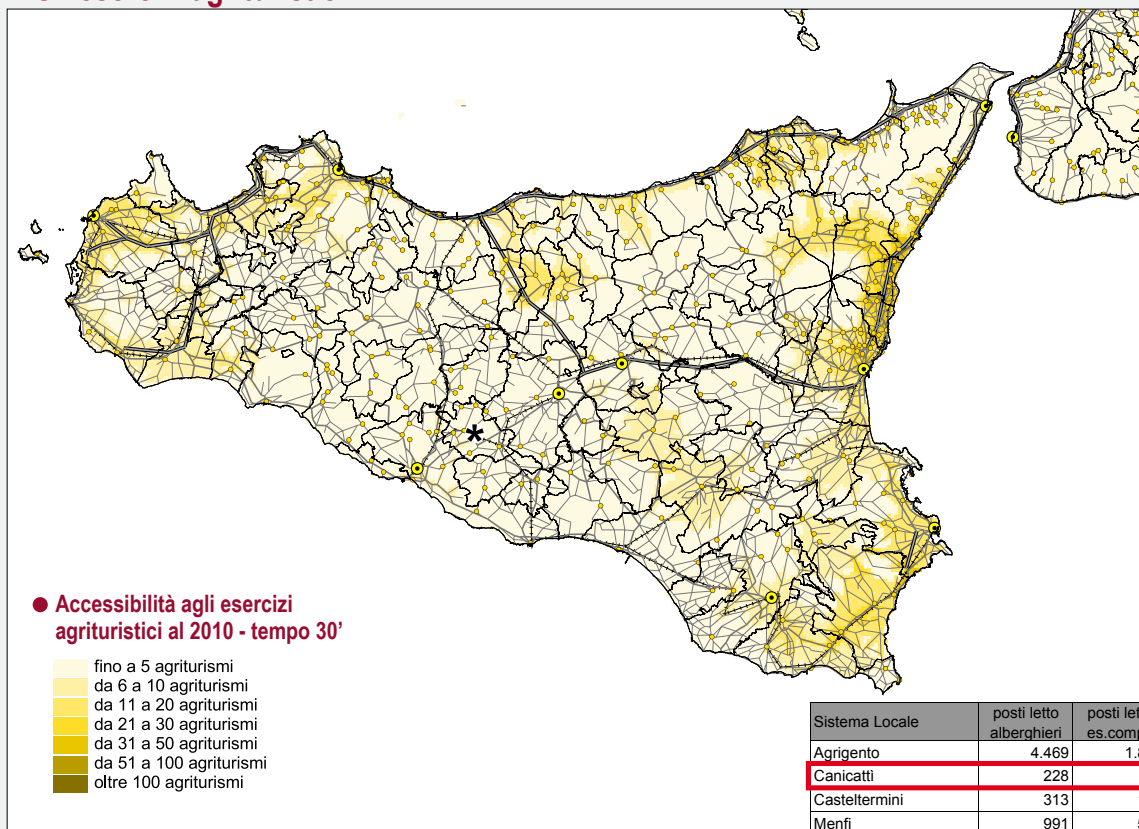 ● Accessibilità agli esercizi
agrituristici al 2010 - tempo 30'
fino a 5 agriturismi
da 6 a 10 agriturismi
da 11 a 20 agriturismi
da 21 a 30 agriturismi
da 31 a 50 agriturismi
da 51 a 100 agriturismi
oltre 100 agriturismi
*
Sistema Locale posti letto alberghieri posti
Agrigento 4.469
Canicattì 228
Casteltermini 313
Menfi 991